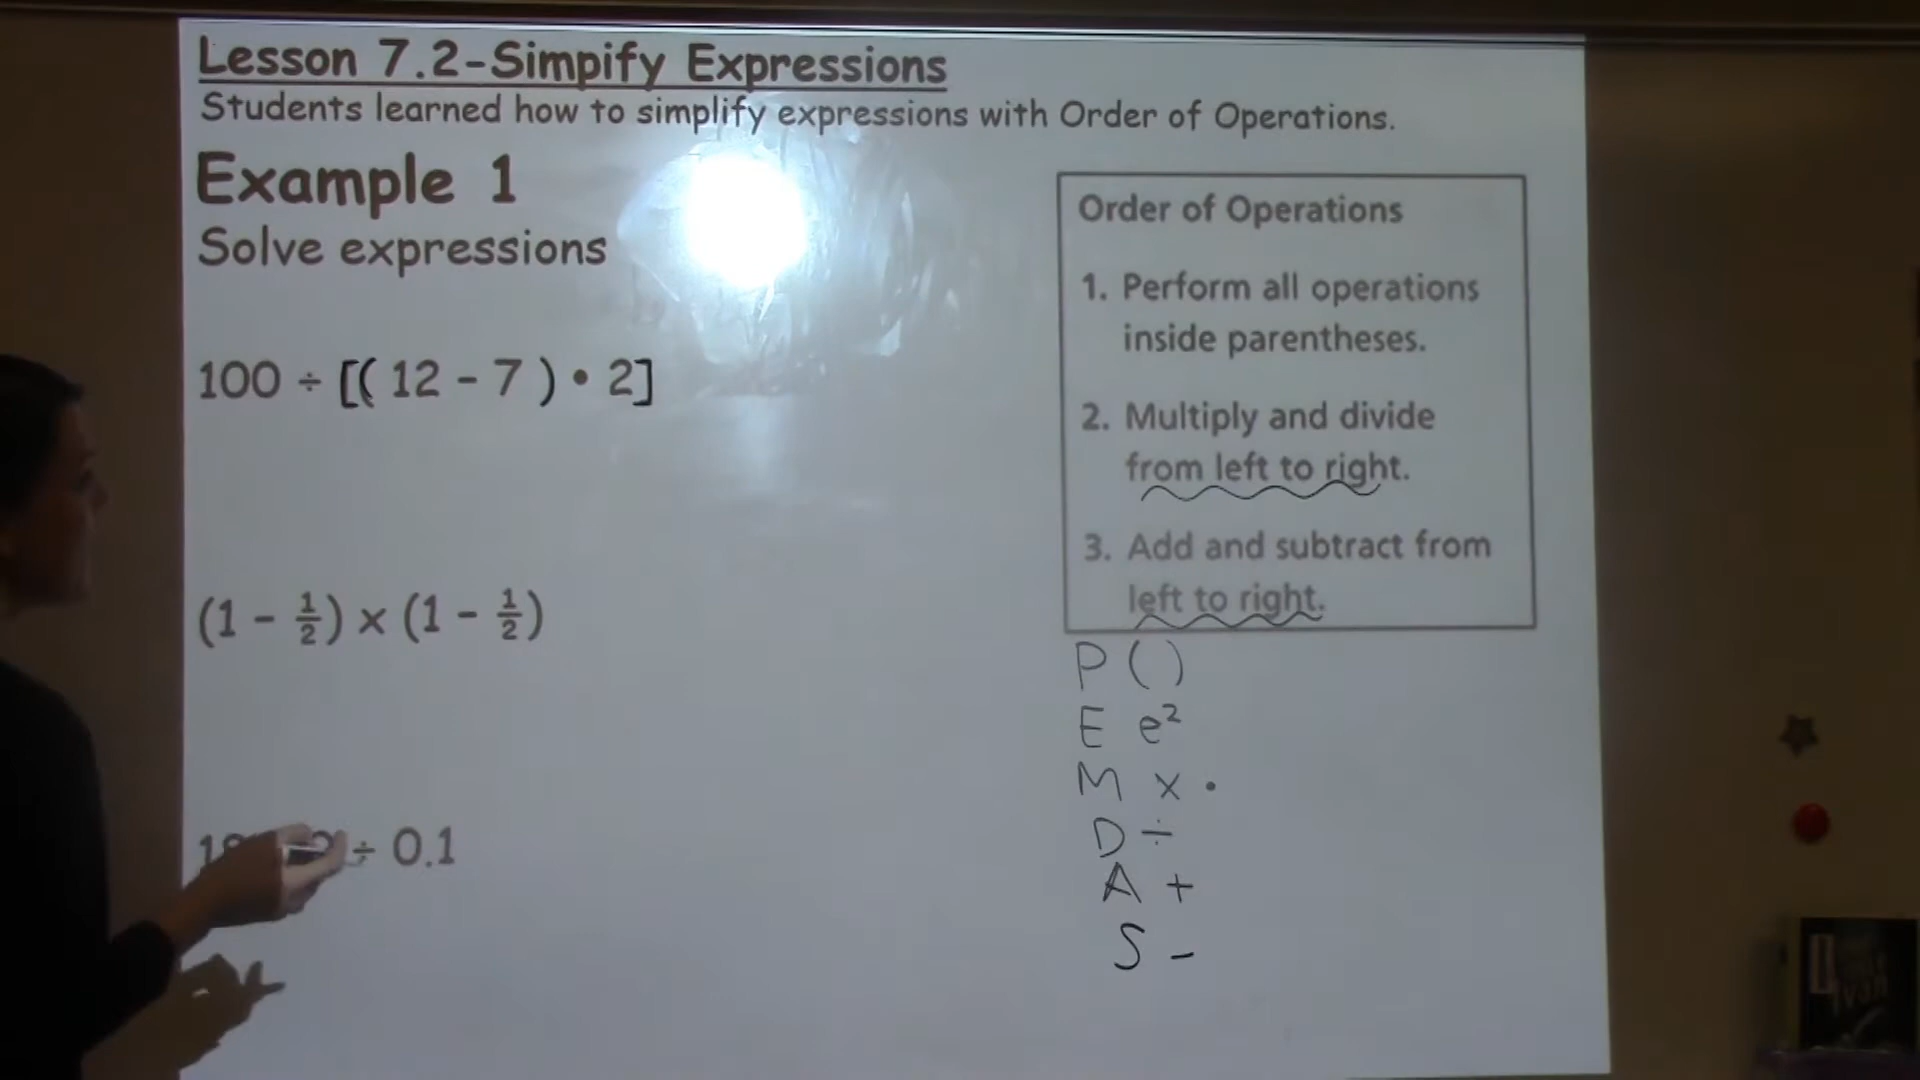 Lesson 7.2-Simpify Expressions
Students learned how to simplify expressions with Order of Operations.
Example 1
Solve expressions
100 ÷ [( 12 - 7 ) • 2]
(1 - 1/2) x (1 - 1/2)
÷ 0.1
Order of Operations
1. Perform all operations
inside parentheses.
2. Multiply and divide
from left to right.
3. Add and subtract from
left to right.
P ( )
E e²
M x •
D ÷
A +
S -